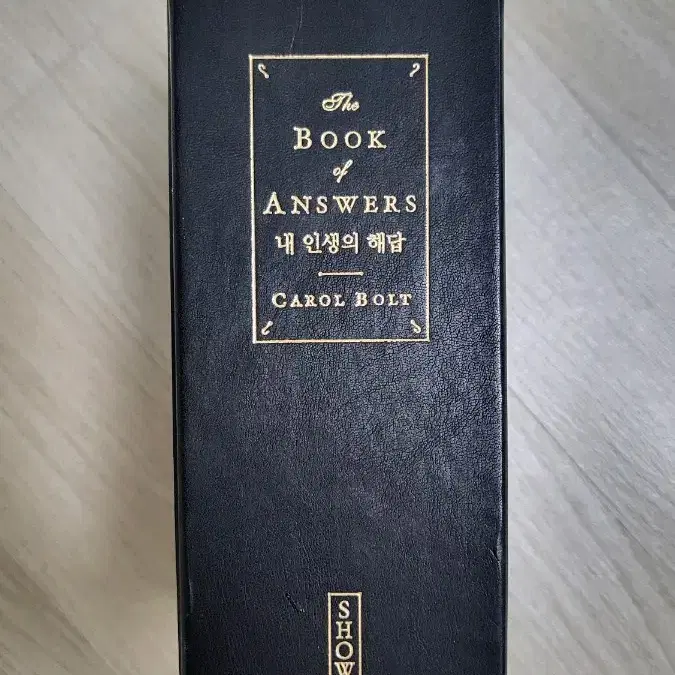 The
BOOK
of
ANSWERS
내 인생의 해답
CAROL BOLT
SHOW